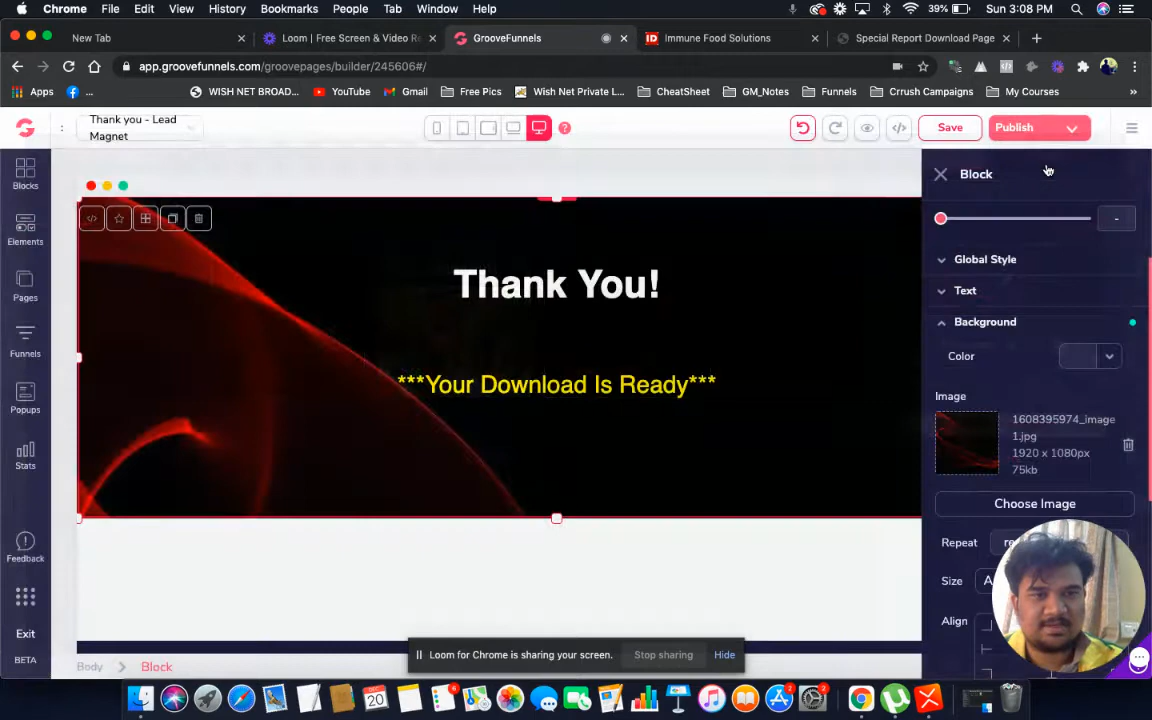 Chrome File Edit View History Bookmarks People Tab Window Help
39% Sun 3:08 PM
New Tab
Loom | Free Screen & Video Re
GrooveFunnels
Immune Food Solutions
Special Report Download Page
app.groovefunnels.com/groovepages/builder/245606#/
Apps
...
WISH NET BROAD...
YouTube
Gmail
Free Pics
Wish Net Private L...
CheatSheet
GM_Notes
Funnels
Crrush Campaigns
My Courses
»
Thank you - Lead
Magnet
Save
Publish
Blocks
Elements
Pages
Funnels
Popups
Stats
Feedback
Exit
BETA
Thank You!
***Your Download Is Ready***
Block
-
Global Style
Text
Background
Color
Image
1608395974_image
1.jpg
1920 x 1080px
75kb
Choose Image
Repeat
Size
Align
Loom for Chrome is sharing your screen.
Stop sharing
Hide
Body
Block